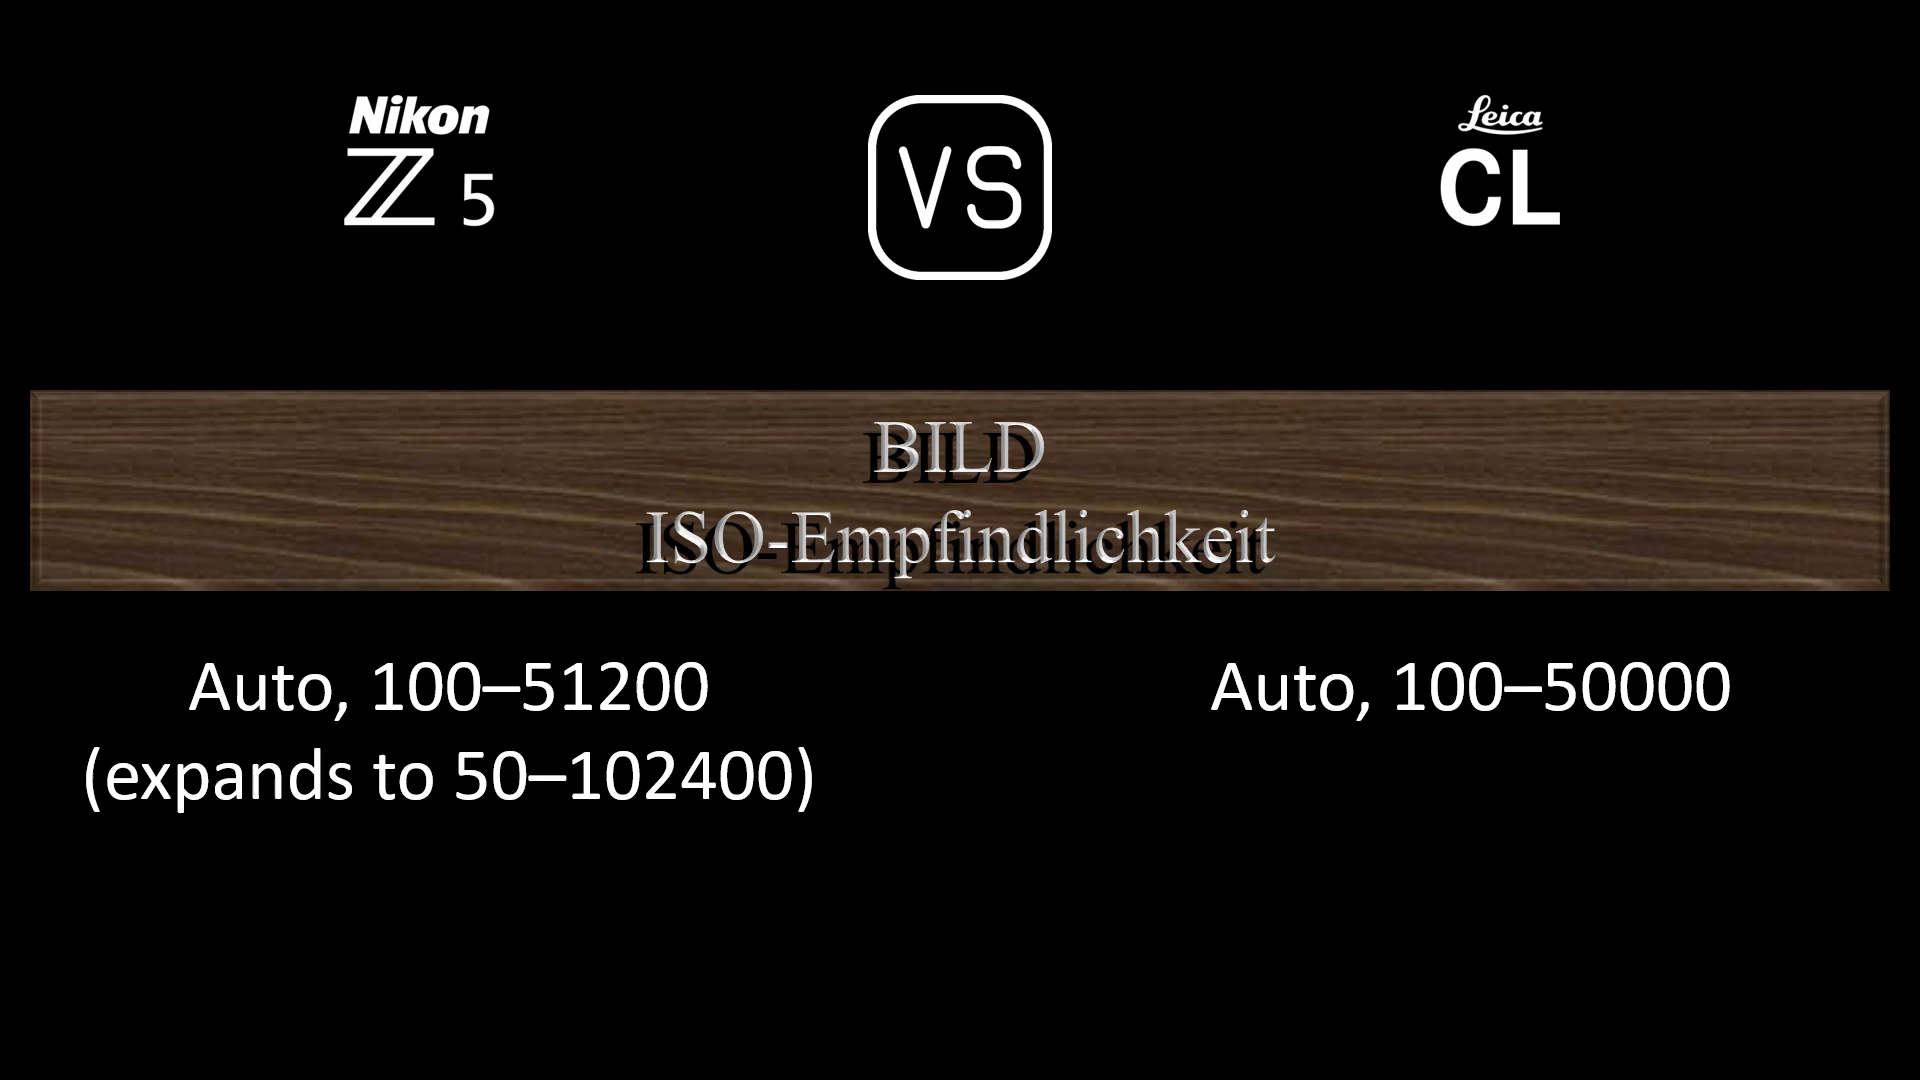 Nikon
Z 5
VS
Leica
CL
BILD
ISO-Empfindlichkeit
Auto, 100–51200
(expands to 50–102400)
Auto, 100–50000